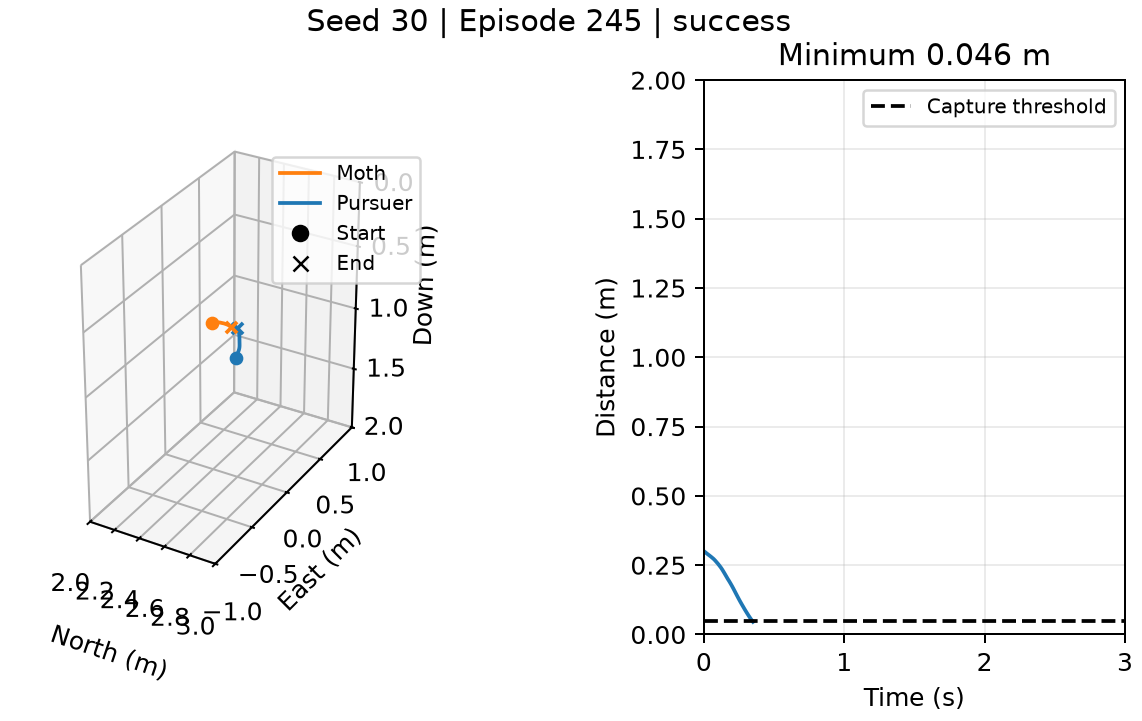 Seed 30 | Episode 245 | success
Moth
Pursuer
Start
End
0.0
0.5
1.0
1.5
2.0
Down (m)
1.0
0.5
0.0
−0.5
−1.0
East (m)
2.0
2.2
2.4
2.6
2.8
3.0
North (m)
Minimum 0.046 m
Capture threshold
2.00
1.75
1.50
1.25
1.00
0.75
0.50
0.25
0.00
Distance (m)
0
1
2
3
Time (s)